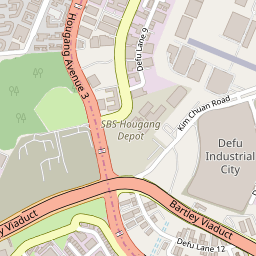 Hougang Avenue 3
Defu Lane 9
Kim Chuan Road
SBS Hougang
Depot
Defu
Industrial
City
Bartley Viaduct
Bartley Viaduct
Defu Lane 12